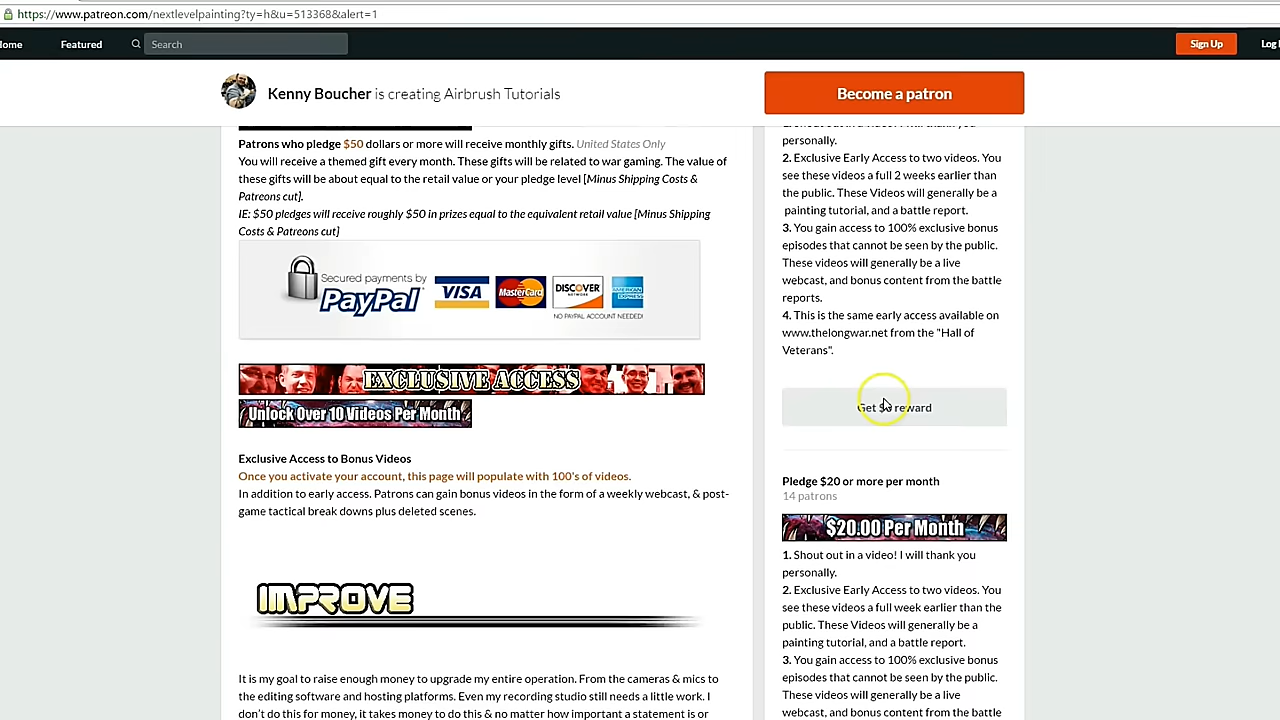 https://www.patreon.com/nextlevelpainting?ty=h&u=513368&alert=1
Home Featured Search Sign Up Log
Kenny Boucher is creating Airbrush Tutorials
Become a patron
Patrons who pledge $50 dollars or more will receive monthly gifts. United States Only
You will receive a themed gift every month. These gifts will be related to war gaming. The value of
these gifts will be about equal to the retail value or your pledge level [Minus Shipping Costs &
Patreons cut].
IE: $50 pledges will receive roughly $50 in prizes equal to the equivalent retail value [Minus Shipping
Costs & Patreons cut]
Secured payments by
PayPal VISA MasterCard DISCOVER NETWORK AMERICAN EXPRESS
NO PAYPAL ACCOUNT NEEDED!
EXCLUSIVE ACCESS
Unlock Over 10 Videos Per Month
Exclusive Access to Bonus Videos
Once you activate your account, this page will populate with 100's of videos.
In addition to early access. Patrons can gain bonus videos in the form of a weekly webcast, & post-
game tactical break downs plus deleted scenes.
IMPROVE
It is my goal to raise enough money to upgrade my entire operation. From the cameras & mics to
the editing software and hosting platforms. Even my recording studio still needs a little work. I
don't do this for money, it takes money to do this & no matter how important a statement is or
1. Shout out in a video! I will thank you
personally.
2. Exclusive Early Access to two videos. You
see these videos a full 2 weeks earlier than
the public. These Videos will generally be a
painting tutorial, and a battle report.
3. You gain access to 100% exclusive bonus
episodes that cannot be seen by the public.
These videos will generally be a live
webcast, and bonus content from the battle
reports.
4. This is the same early access available on
www.thelongwar.net from the "Hall of
Veterans".
Get reward
Pledge $20 or more per month
14 patrons
$20.00 Per Month
1. Shout out in a video! I will thank you
personally.
2. Exclusive Early Access to two videos. You
see these videos a full week earlier than the
public. These Videos will generally be a
painting tutorial, and a battle report.
3. You gain access to 100% exclusive bonus
episodes that cannot be seen by the public.
These videos will generally be a live
webcast, and bonus content from the battle